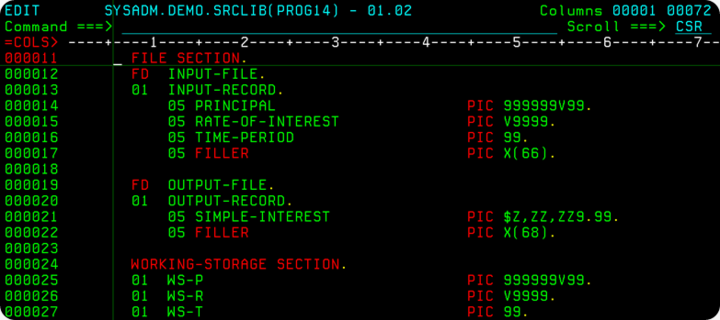 EDIT SYSADM.DEMO.SRCLIB(PROG14) - 01.02 Columns 00001 00072
Command ===> Scroll ===> CSR
=COLS> ----+----1----+----2----+----3----+----4----+----5----+----6----+----7--
000011 FILE SECTION.
000012 FD INPUT-FILE.
000013 01 INPUT-RECORD.
000014 05 PRINCIPAL PIC 999999V99.
000015 05 RATE-OF-INTEREST PIC V9999.
000016 05 TIME-PERIOD PIC 99.
000017 05 FILLER PIC X(66).
000018
000019 FD OUTPUT-FILE.
000020 01 OUTPUT-RECORD.
000021 05 SIMPLE-INTEREST PIC $Z,ZZ,ZZ9.99.
000022 05 FILLER PIC X(68).
000023
000024 WORKING-STORAGE SECTION.
000025 01 WS-P PIC 999999V99.
000026 01 WS-R PIC V9999.
000027 01 WS-T PIC 99.